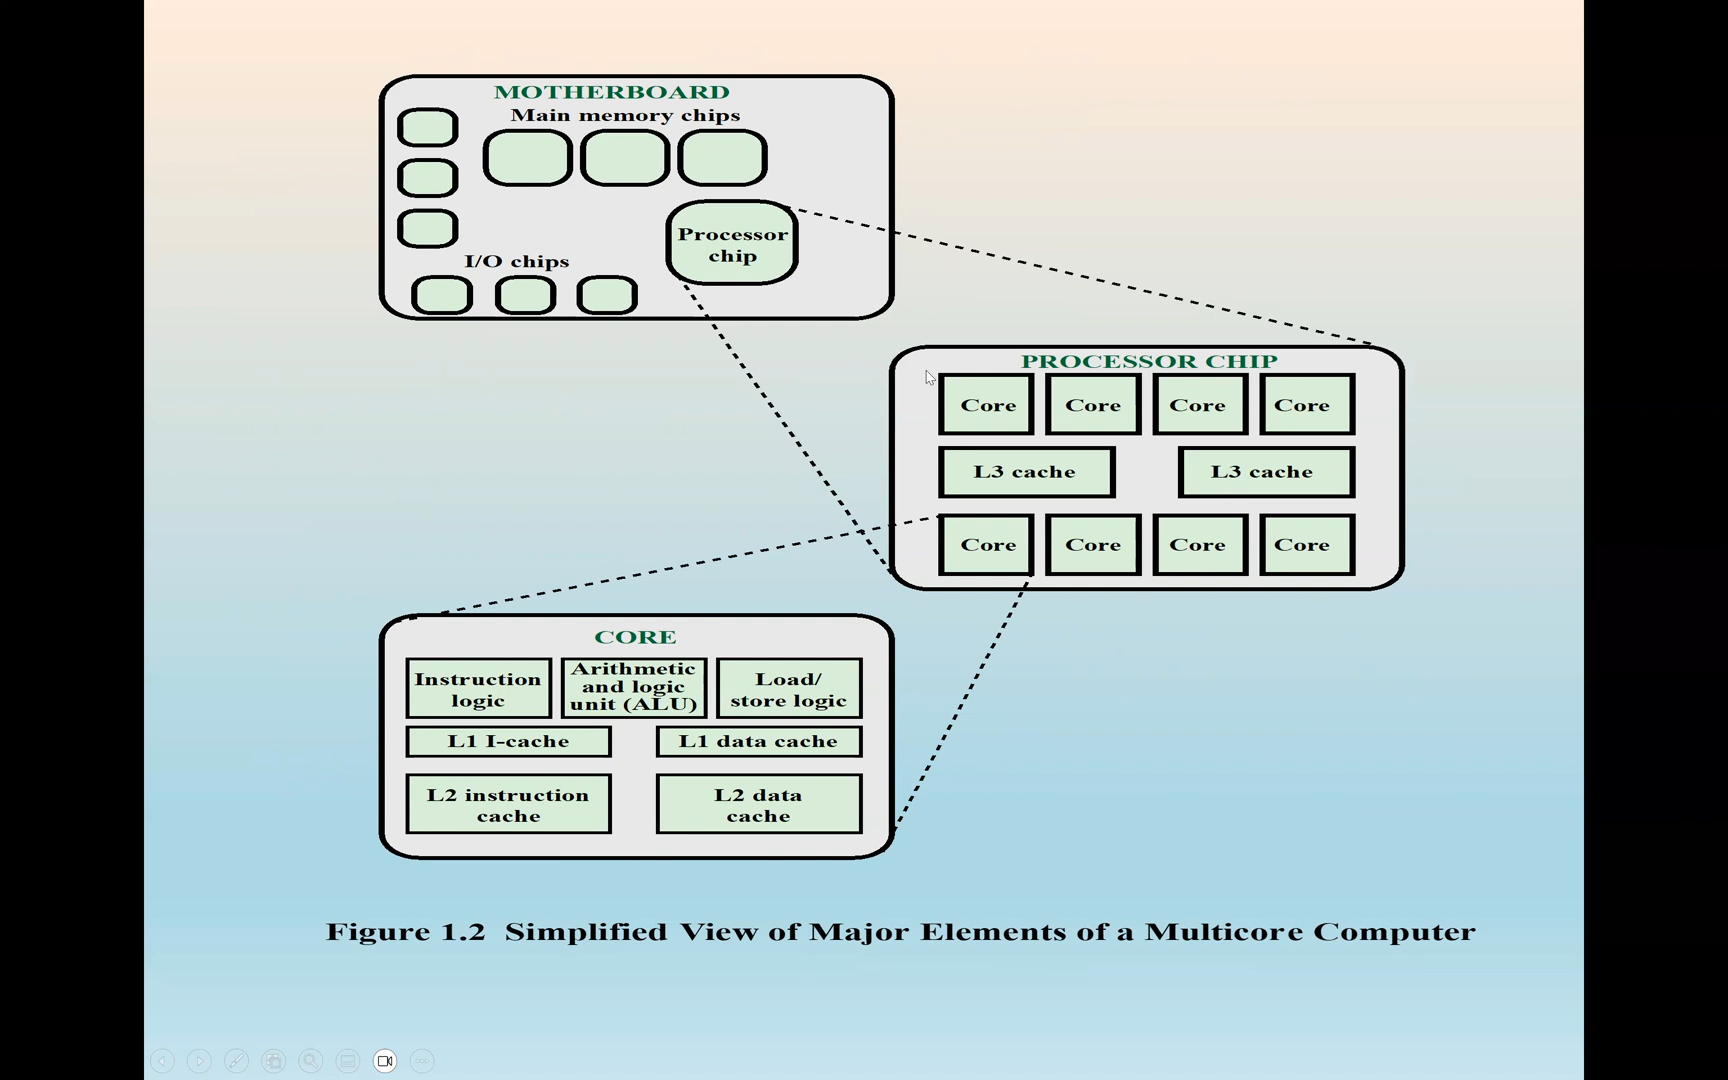 MOTHERBOARD
Main memory chips
Processor
chip
I/O chips
PROCESSOR CHIP
Core Core Core Core
L3 cache L3 cache
Core Core Core Core
CORE
Instruction
logic
Arithmetic
and logic
unit (ALU)
Load/
store logic
L1 I-cache L1 data cache
L2 instruction
cache
L2 data
cache
Figure 1.2 Simplified View of Major Elements of a Multicore Computer